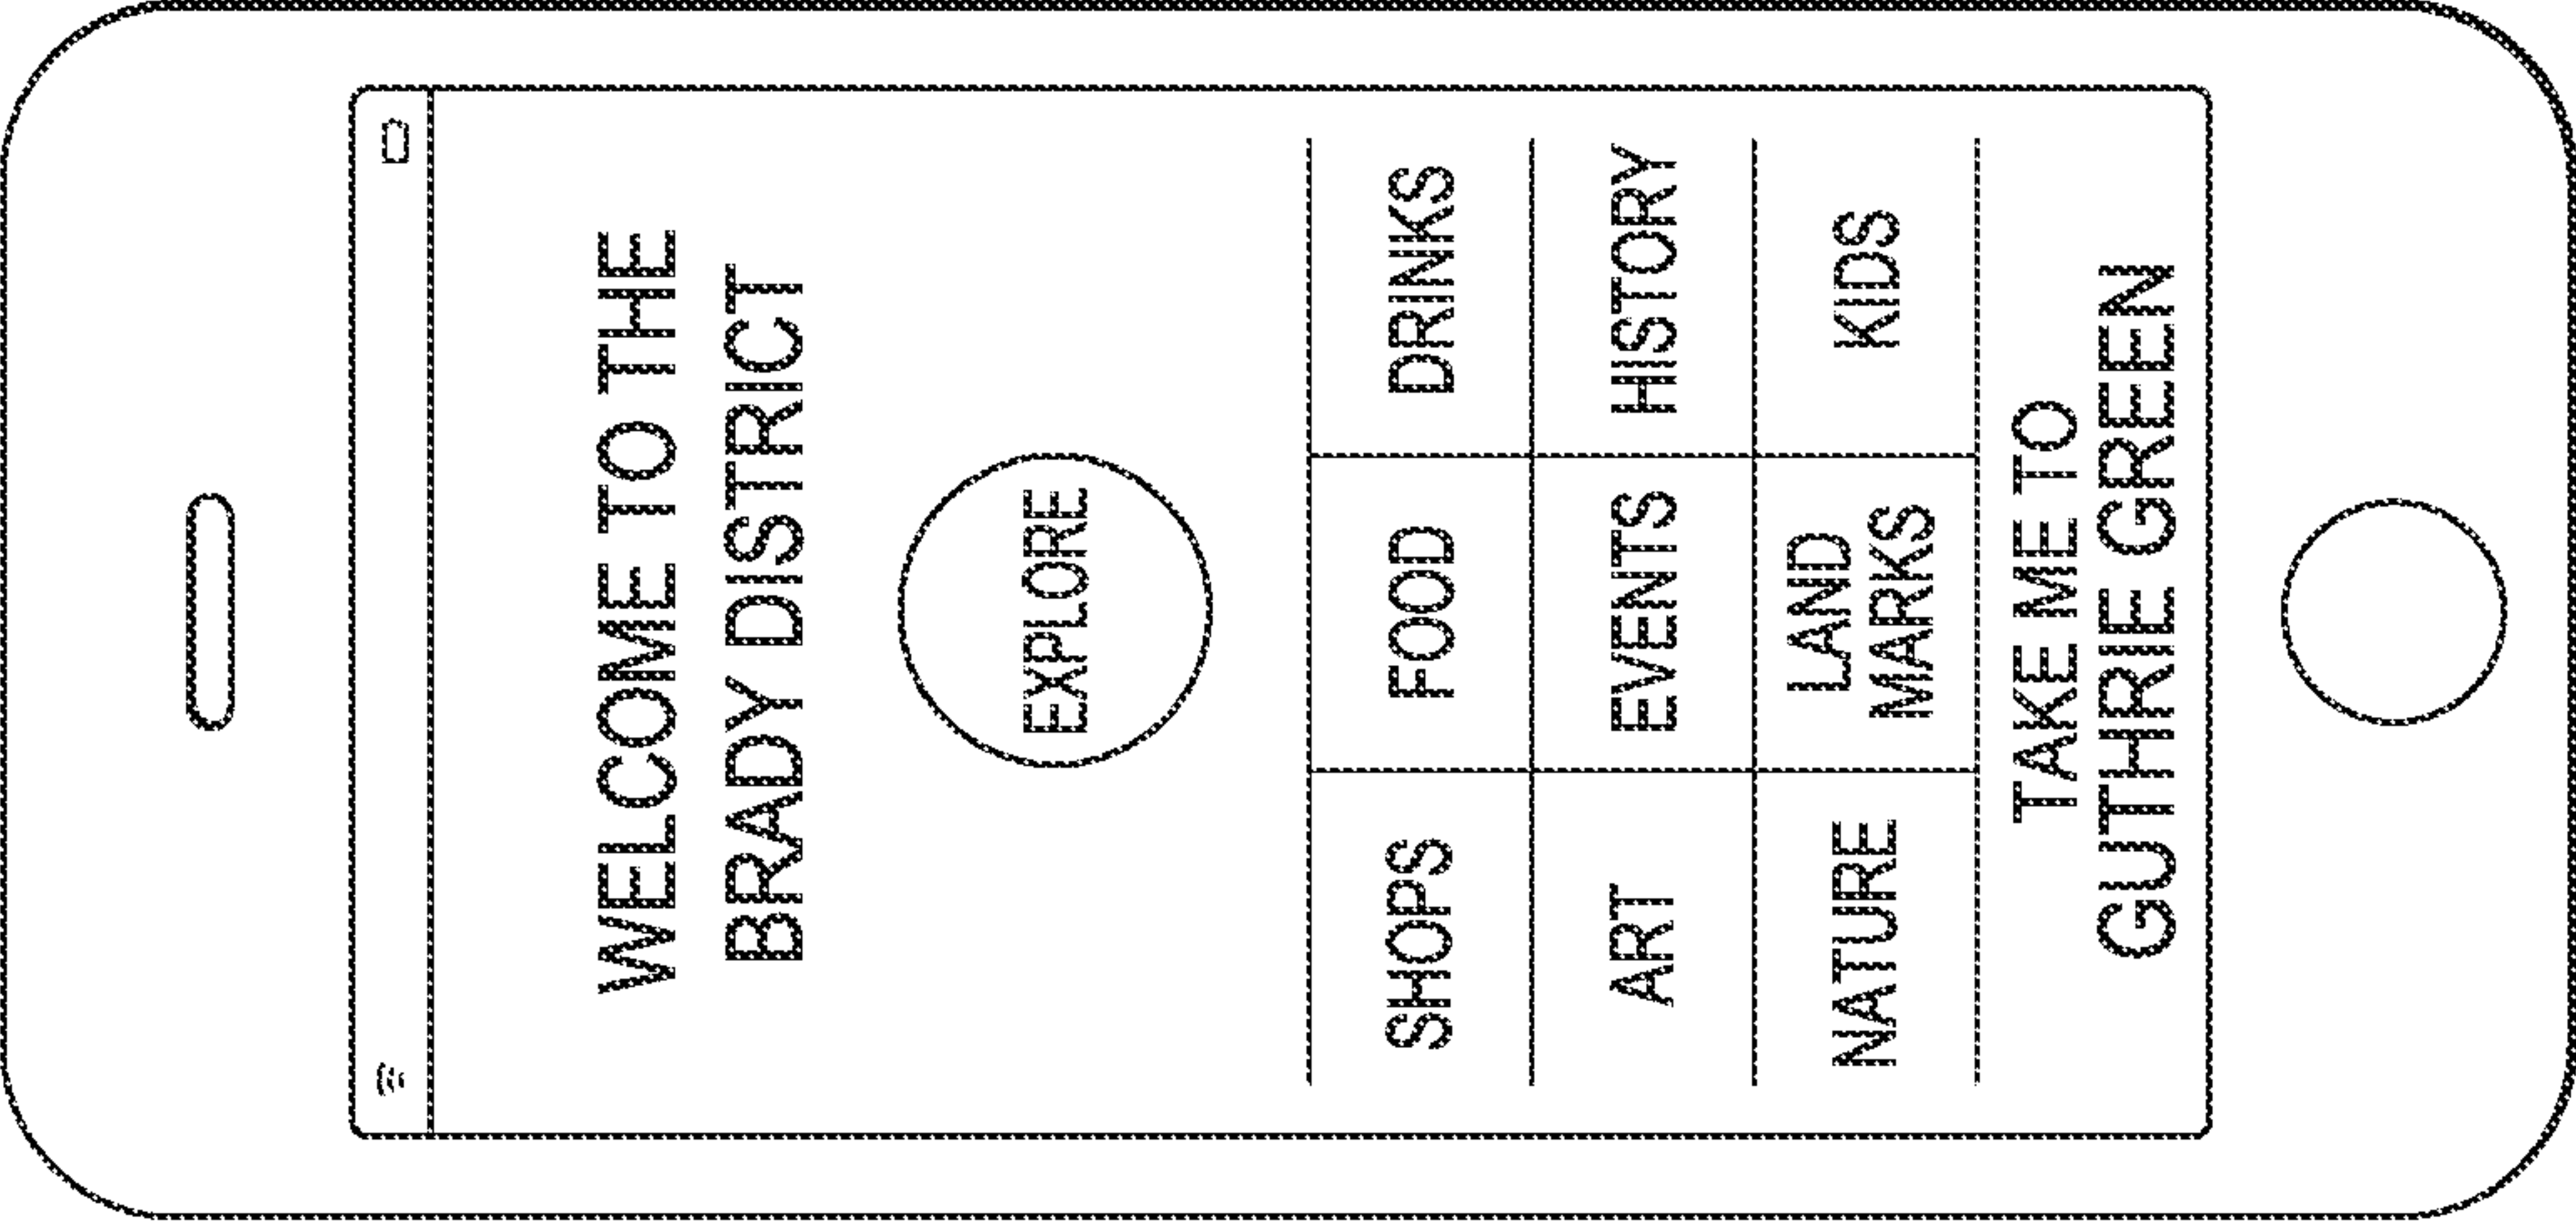 WELCOME TO THE
BRADY DISTRICT
EXPLORE
SHOPS FOOD DRINKS
ART EVENTS HISTORY
NATURE LAND MARKS KIDS
TAKE ME TO
GUTHRIE GREEN